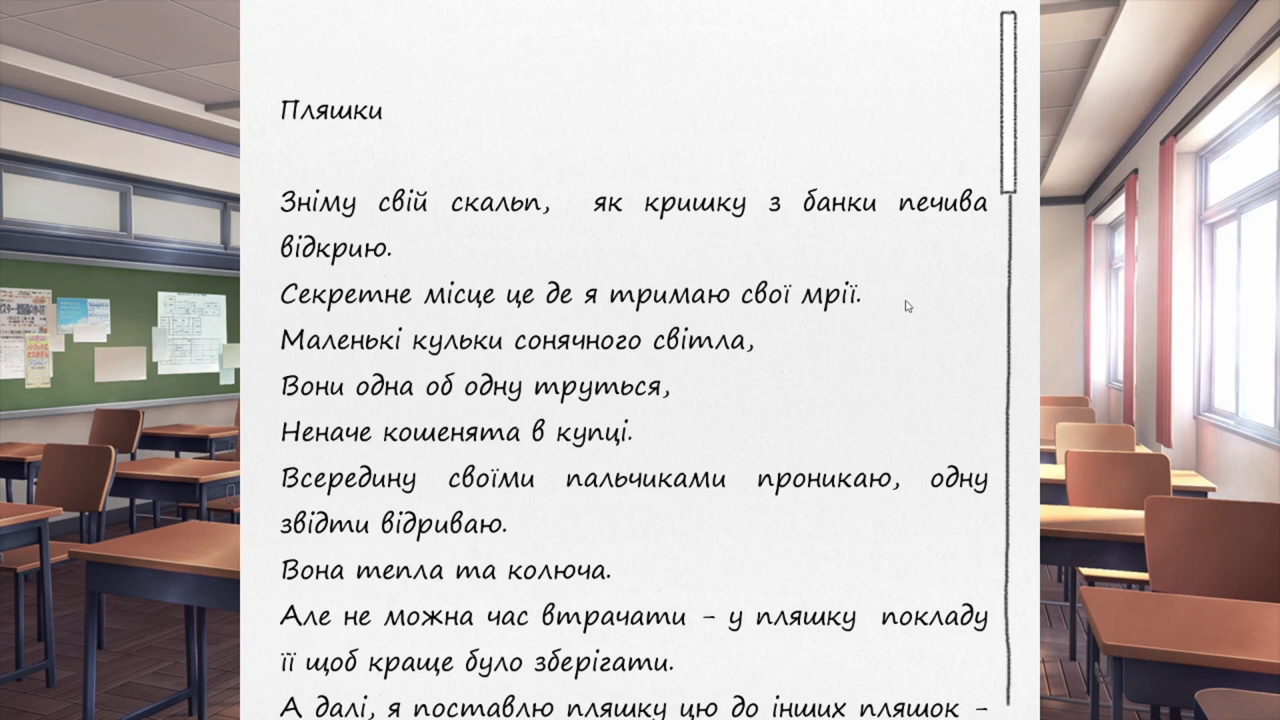 Пляшки
Зніму свій скальп, як кришку з банки печива
відкрию.
Секретне місце це де я тримаю свої мрії.
Маленькі кульки сонячного світла,
Вони одна об одну труться,
Неначе кошенята в купці.
Всередину своїми пальчиками проникаю, одну
звідти відриваю.
Вона тепла та колюча.
Але не можна час втрачати - у пляшку покладу
її щоб краще було зберігати.
А далі, я поставлю пляшку цю до інших пляшок -